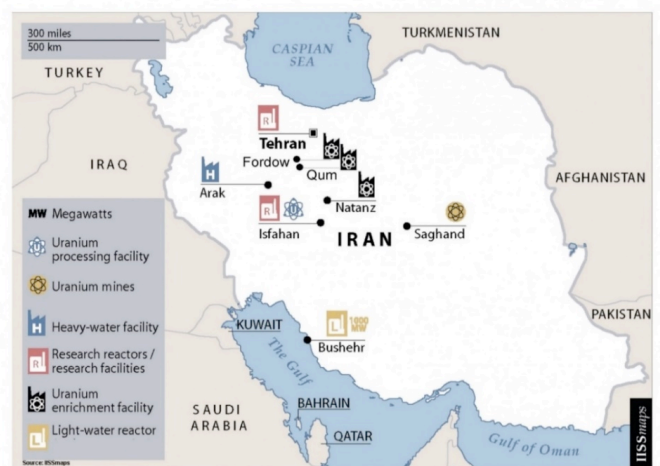 300 miles
500 km
CASPIAN
SEA
TURKMENISTAN
TURKEY
R
Tehran
Fordow
Qum
IRAQ
H
Arak
AFGHANISTAN
Natanz
R
U
Isfahan
IRAN
Saghand
MW Megawatts
U
Uranium
processing facility
Uranium mines
H
Heavy-water facility
R
Research reactors /
research facilities
Uranium
enrichment facility
L
Light-water reactor
PAKISTAN
KUWAIT
L
1000
MW
Bushehr
The Gulf
SAUDI
ARABIA
BAHRAIN
QATAR
Gulf of Oman
IISSmaps
Source: IISSmaps